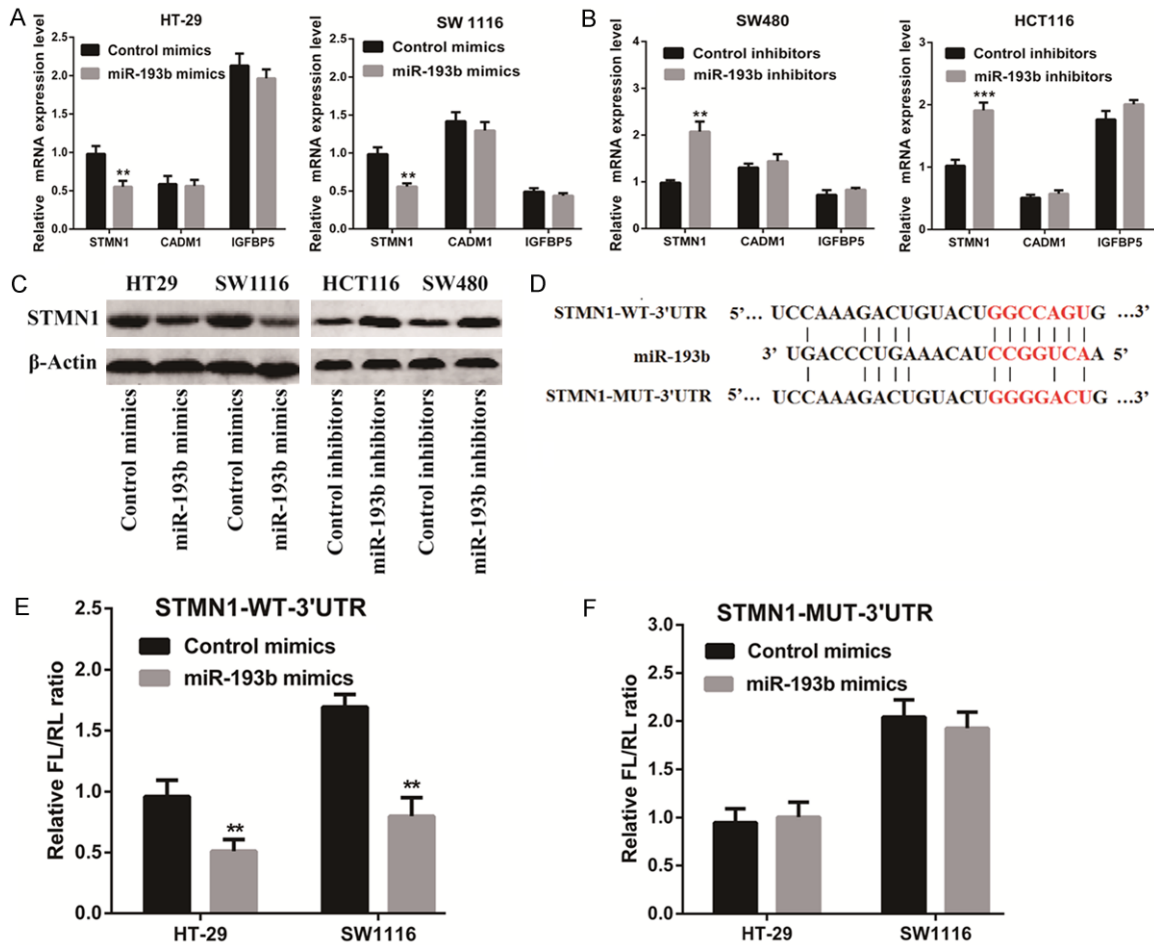 A
HT-29
Relative mRNA expression level
2.5
2.0
1.5
1.0
0.5
0.0
Control mimics
miR-193b mimics
**
STMN1 CADM1 IGFBP5
SW 1116
Relative mRNA expression level
2.5
2.0
1.5
1.0
0.5
0.0
Control mimics
miR-193b mimics
**
STMN1 CADM1 IGFBP5
B
SW480
Relative mRNA expression level
4
3
2
1
0
Control inhibitors
miR-193b inhibitors
**
STMN1 CADM1 IGFBP5
HCT116
Relative mRNA expression level
3
2
1
0
Control inhibitors
miR-193b inhibitors
***
STMN1 CADM1 IGFBP5
C
HT29 SW1116 HCT116 SW480
STMN1
β-Actin
Control mimics
miR-193b mimics
Control mimics
miR-193b mimics
Control inhibitors
miR-193b inhibitors
Control inhibitors
miR-193b inhibitors
D
STMN1-WT-3'UTR 5’… UCCAAAGACUGUACUGGCCAGUG …3’
miR-193b 3’ UGACCCUGAAACAUCCGGUCAA 5’
STMN1-MUT-3'UTR 5’… UCCAAAGACUGUACUGGGGACUG …3’
E
STMN1-WT-3'UTR
Relative FL/RL ratio
2.5
2.0
1.5
1.0
0.5
0.0
Control mimics
miR-193b mimics
**
**
HT-29 SW1116
F
STMN1-MUT-3'UTR
Relative FL/RL ratio
3.0
2.5
2.0
1.5
1.0
0.5
0.0
Control mimics
miR-193b mimics
HT-29 SW1116